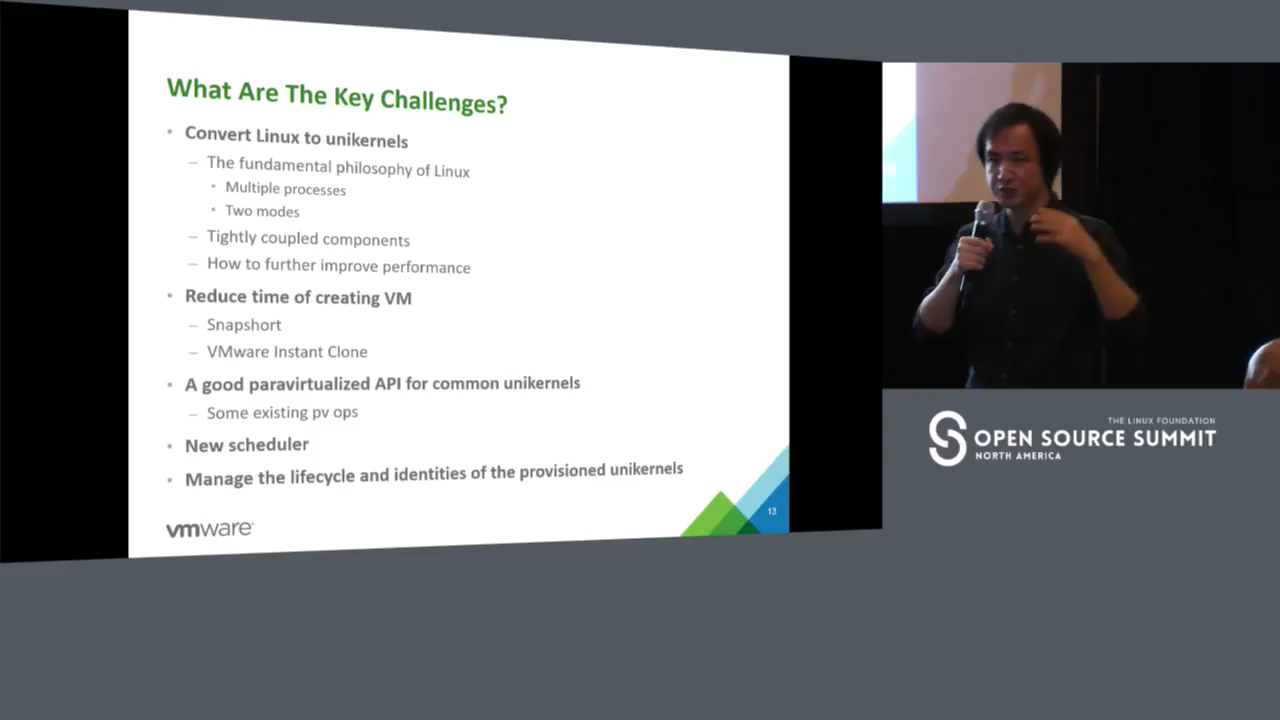 What Are The Key Challenges?
• Convert Linux to unikernels
– The fundamental philosophy of Linux
• Multiple processes
• Two modes
– Tightly coupled components
– How to further improve performance
• Reduce time of creating VM
– Snapshort
– VMware Instant Clone
• A good paravirtualized API for common unikernels
– Some existing pv ops
• New scheduler
• Manage the lifecycle and identities of the provisioned unikernels
vmware
13
THE LINUX FOUNDATION
OPEN SOURCE SUMMIT
NORTH AMERICA